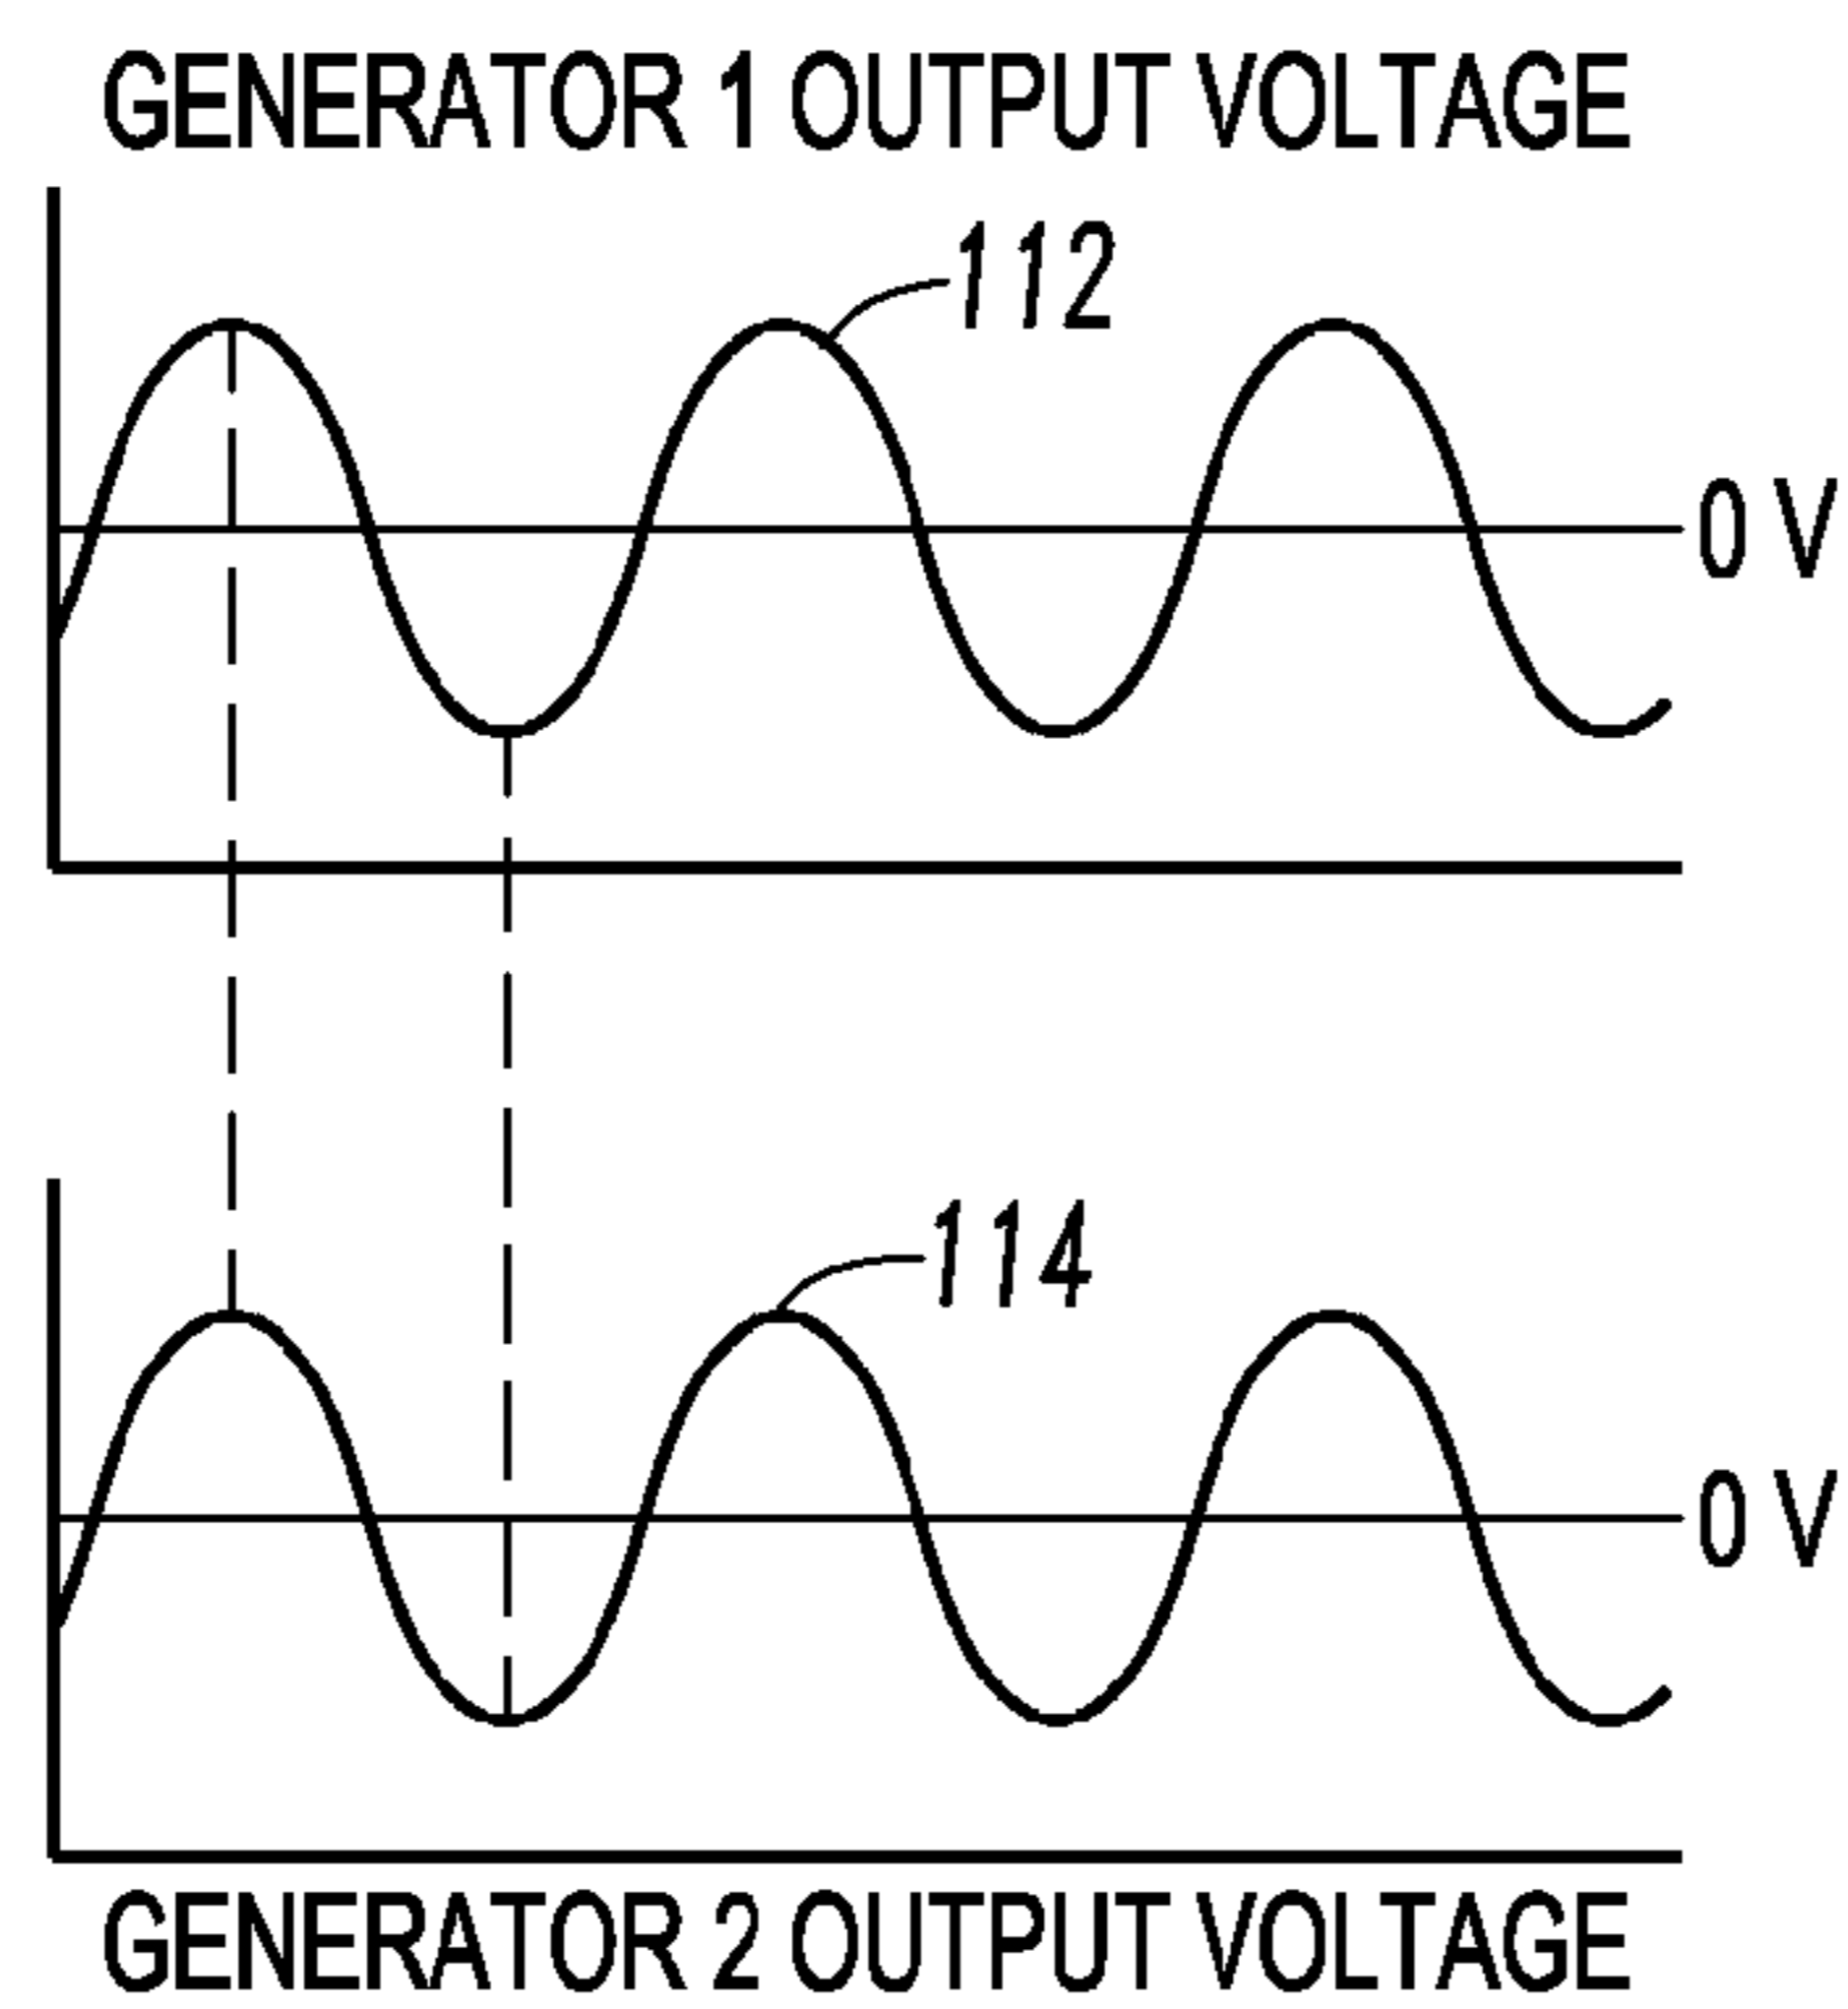 GENERATOR 1 OUTPUT VOLTAGE
112
0 V
114
0 V
GENERATOR 2 OUTPUT VOLTAGE